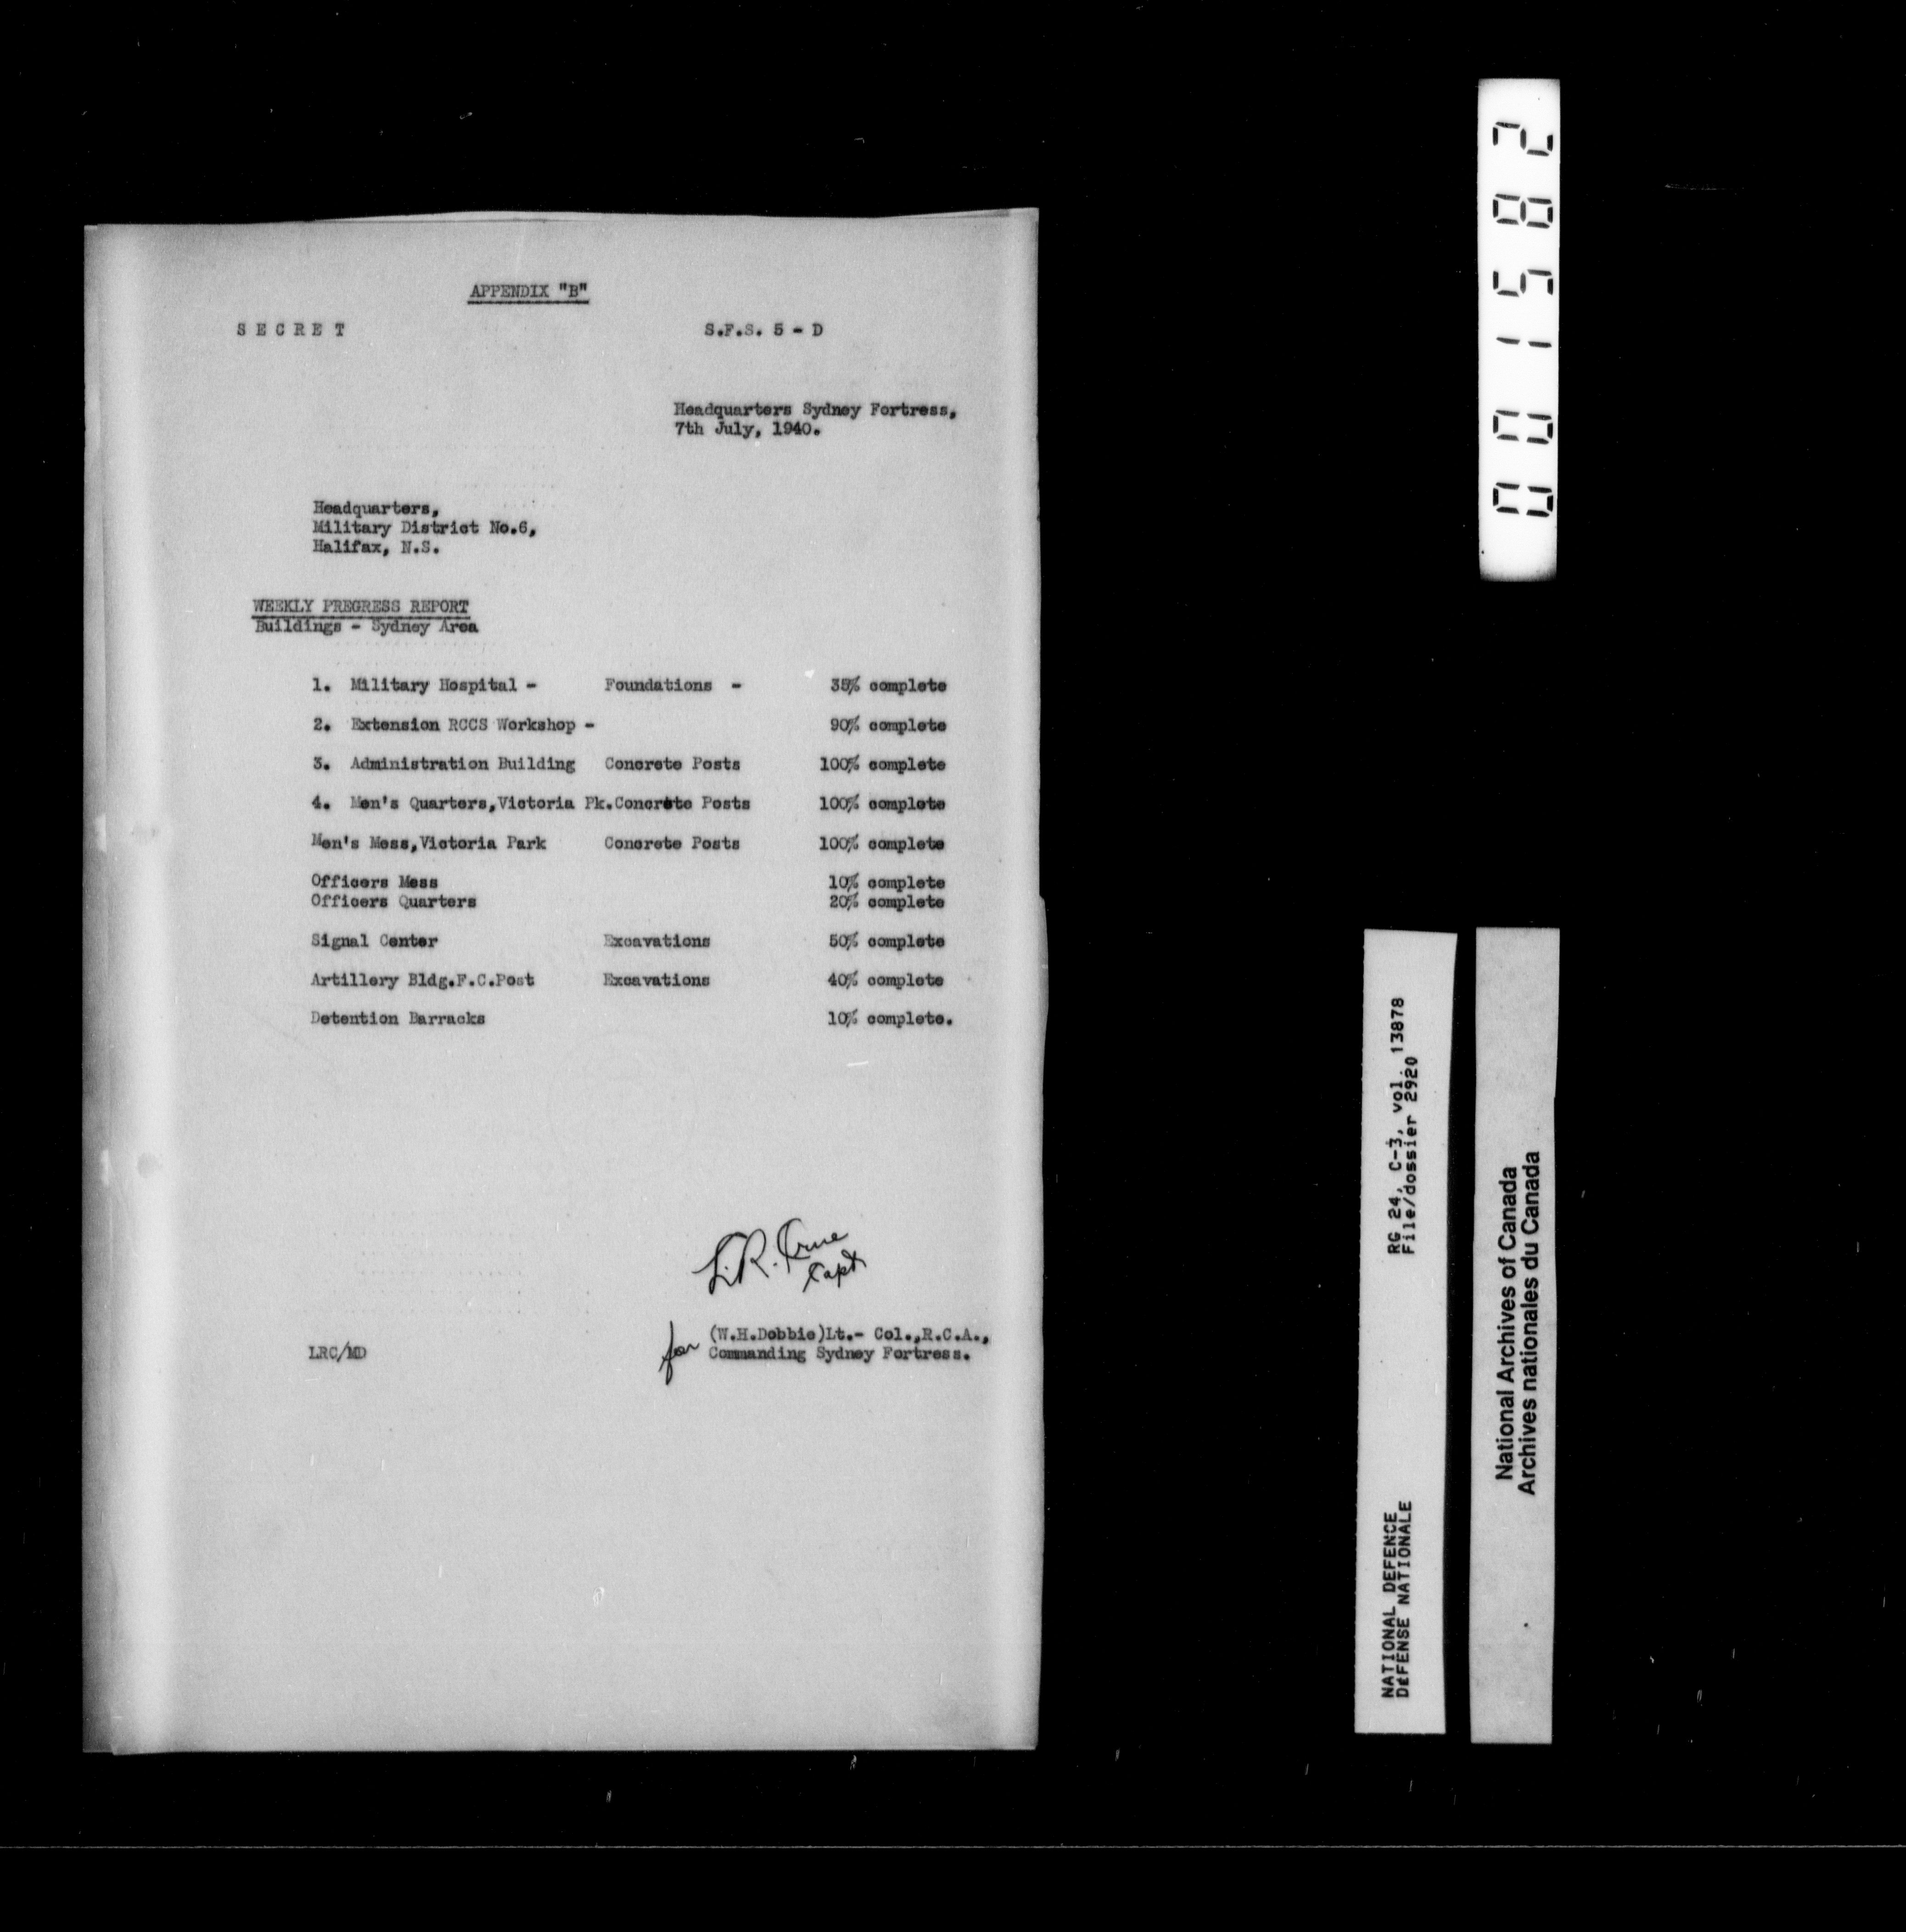 APPENDIX "B"
S E C R E T S.F.S. 5 - D
Headquarters Sydney Fortress,
7th July, 1940.
Headquarters,
Military District No.6,
Halifax, N.S.
WEEKLY PREGRESS REPORT
Buildings - Sydney Area
1. Military Hospital - Foundations - 35% complete
2. Extension RCCS Workshop - 90% complete
3. Administration Building Concrete Posts 100% complete
4. Men's Quarters,Victoria Pk.Concrete Posts 100% complete
Men's Mess,Victoria Park Concrete Posts 100% complete
Officers Mess 10% complete
Officers Quarters 20% complete
Signal Center Excavations 50% complete
Artillery Bldg.F.C.Post Excavations 40% complete
Detention Barracks 10% complete.
L.R. Capt
for (W.H.Dobbie)Lt.- Col.,R.C.A.,
LRC/MD Commanding Sydney Fortress.
001582
RG 24, C-3, vol. 13878
File/dossier 2920
NATIONAL DEFENCE
DÉFENSE NATIONALE
National Archives of Canada
Archives nationales du Canada